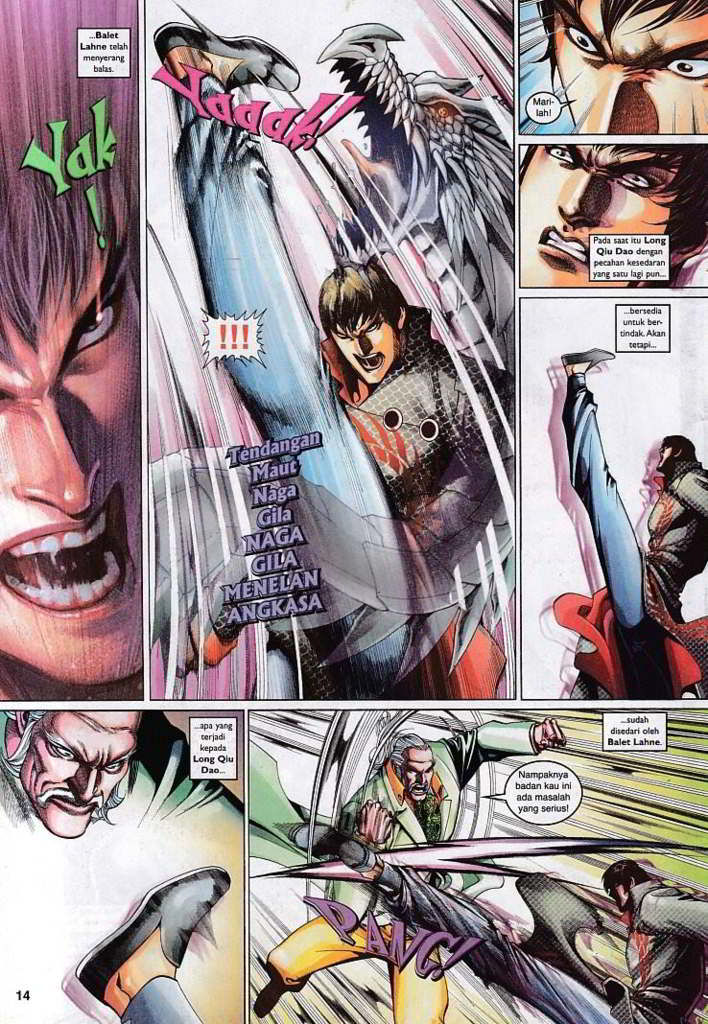 ...Balet
Lahne telah
menyerang
balas.
Yak
!
Yaaak!
!!!
Tendangan
Maut
Naga
Gila
NAGA
GILA
MENELAN
ANGKASA
Mari-
lah!
Pada saat itu Long
Qiu Dao dengan
pecahan kesedaran
yang satu lagi pun...
...bersedia
untuk ber-
tindak. Akan
tetapi...
...apa yang
terjadi
kepada
Long Qiu
Dao...
...sudah
disedari oleh
Balet Lahne.
Nampaknya
badan kau ini
ada masalah
yang serius!
PANG!
14